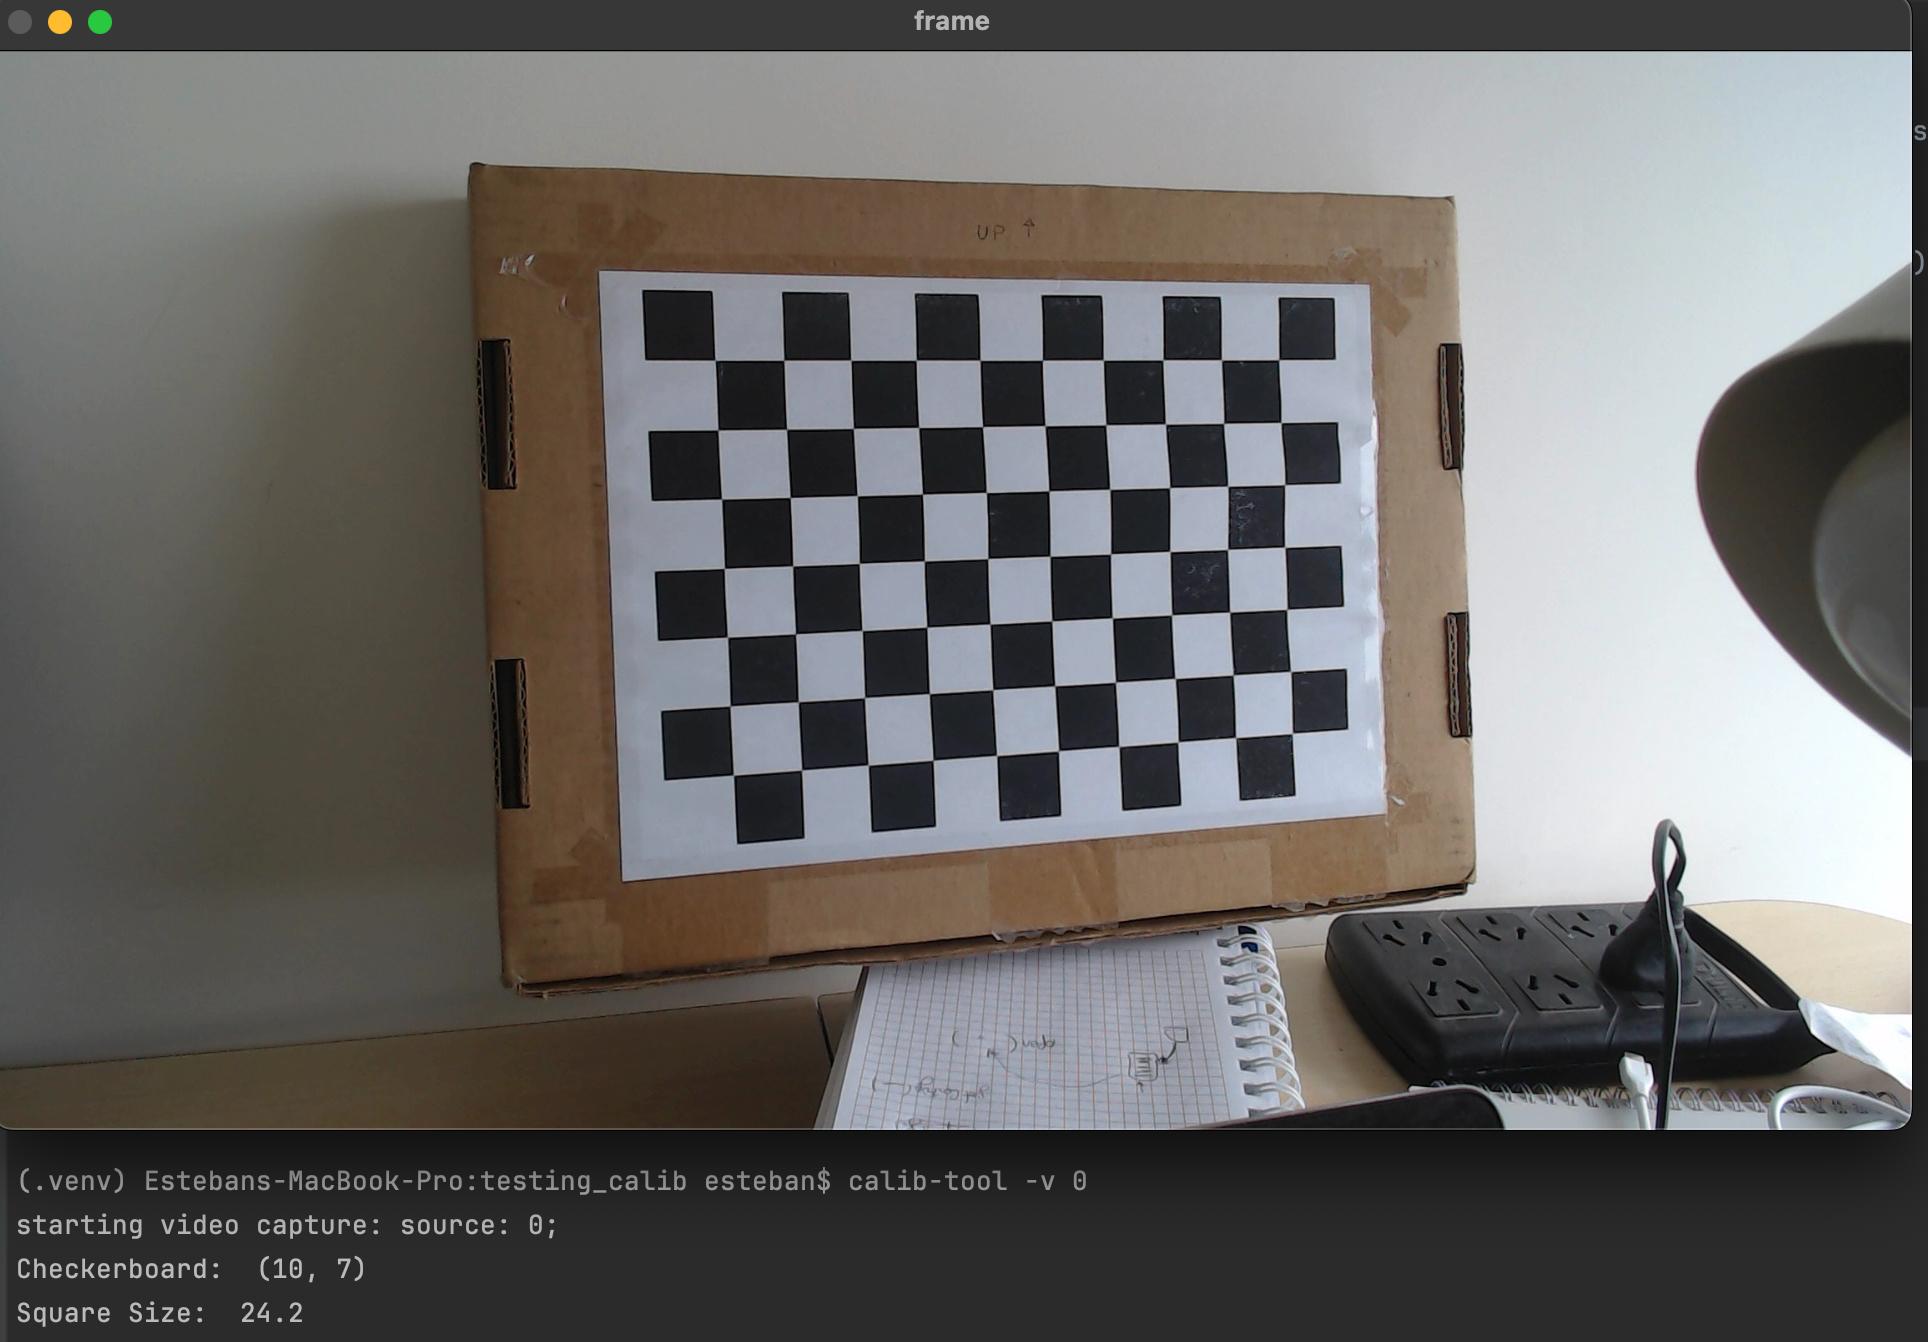 frame
UP ↑
open(
(.venv) Estebans-MacBook-Pro:testing_calib esteban$ calib-tool -v 0
starting video capture: source: 0;
Checkerboard:  (10, 7)
Square Size:  24.2